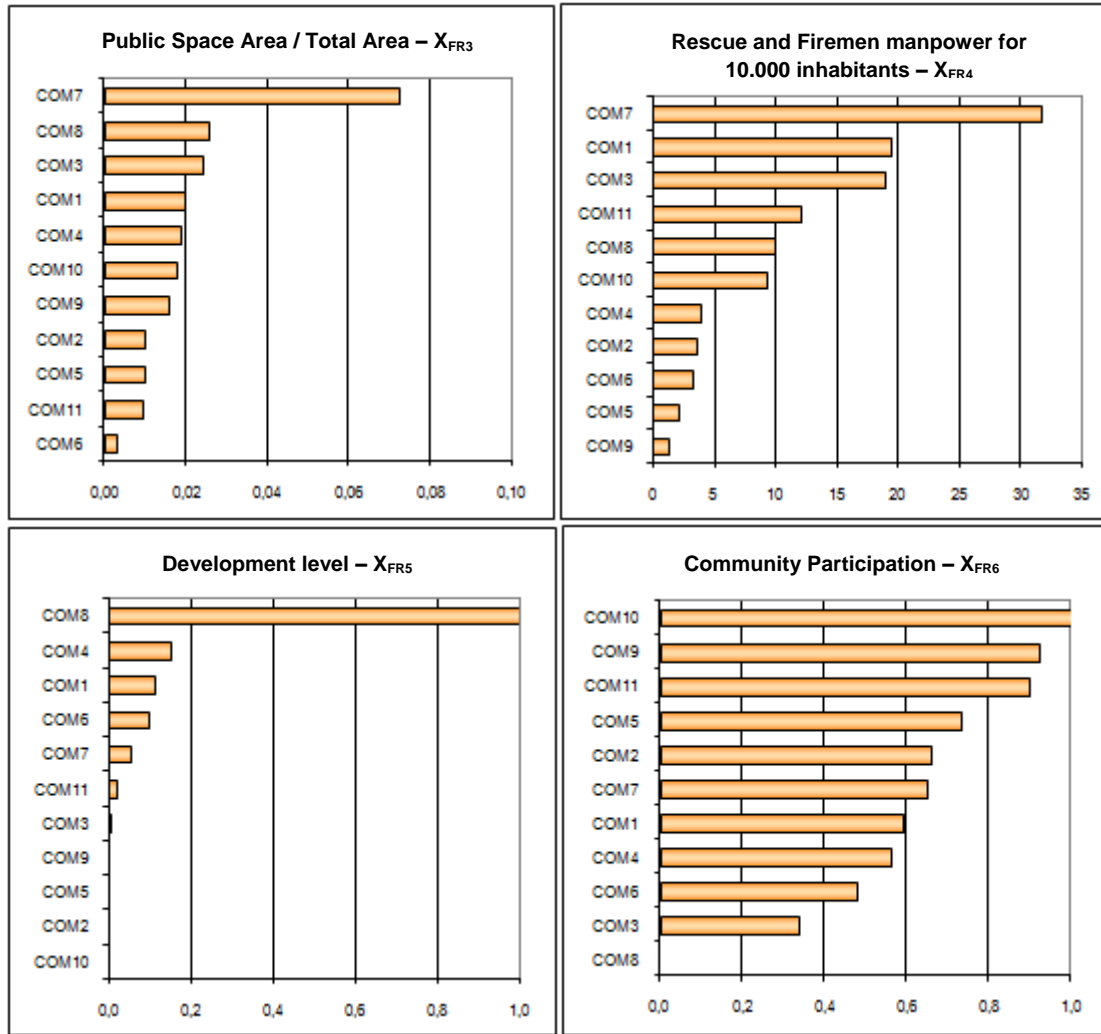 Public Space Area / Total Area – XFR3
COM7
COM8
COM3
COM1
COM4
COM10
COM9
COM2
COM5
COM11
COM6
0,00 0,02 0,04 0,06 0,08 0,10
Rescue and Firemen manpower for
10.000 inhabitants – XFR4
COM7
COM1
COM3
COM11
COM8
COM10
COM4
COM2
COM6
COM5
COM9
0 5 10 15 20 25 30 35
Development level – XFR5
COM8
COM4
COM1
COM6
COM7
COM11
COM3
COM9
COM5
COM2
COM10
0,0 0,2 0,4 0,6 0,8 1,0
Community Participation – XFR6
COM10
COM9
COM11
COM5
COM2
COM7
COM1
COM4
COM6
COM3
COM8
0,0 0,2 0,4 0,6 0,8 1,0